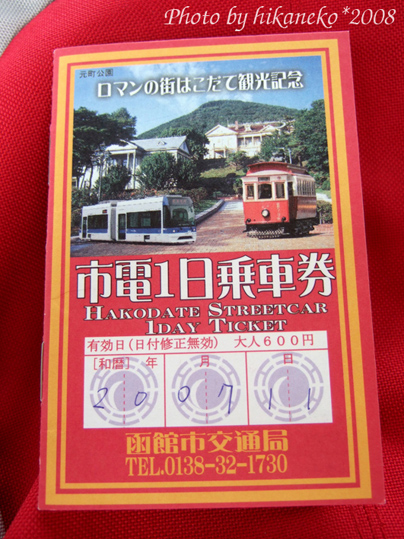 Photo by hikaneko*2008
元町公園
ロマンの街はこだて観光記念
市電1日乗車券
HAKODATE STREETCAR
1DAY TICKET
有効日(日付修正無効) 大人600円
[和暦] 年 月 日
20 07 11
函館市交通局
TEL.0138-32-1730